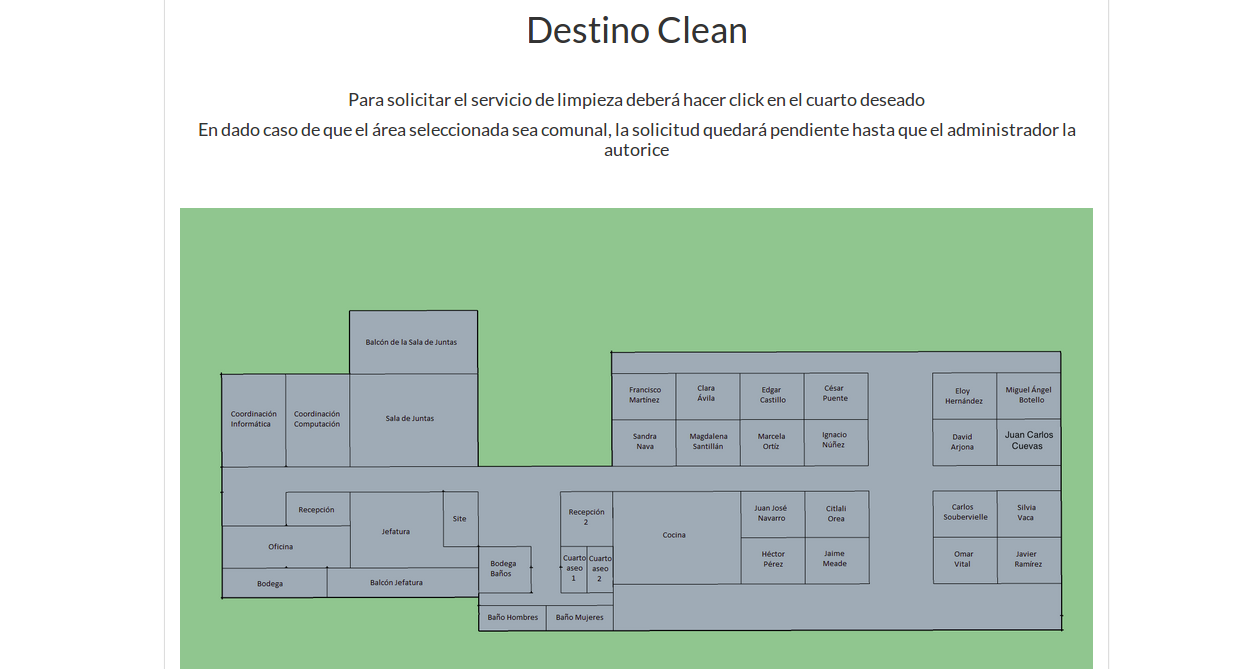 Destino Clean
Para solicitar el servicio de limpieza deberá hacer click en el cuarto deseado
En dado caso de que el área seleccionada sea comunal, la solicitud quedará pendiente hasta que el administrador la
autorice
Balcón de la Sala de Juntas
Coordinación
Informática
Coordinación
Computación
Sala de Juntas
Francisco
Martínez
Clara
Ávila
Edgar
Castillo
César
Puente
Eloy
Hernández
Miguel Ángel
Botello
Sandra
Nava
Magdalena
Santillán
Marcela
Ortíz
Ignacio
Núñez
David
Arjona
Juan Carlos
Cuevas
Recepción
Jefatura
Site
Oficina
Bodega
Balcón Jefatura
Bodega
Baños
Recepción
2
Cuarto
aseo
1
Cuarto
aseo
2
Baño Hombres
Baño Mujeres
Cocina
Juan José
Navarro
Citlali
Orea
Héctor
Pérez
Jaime
Meade
Carlos
Soubervielle
Silvia
Vaca
Omar
Vital
Javier
Ramírez